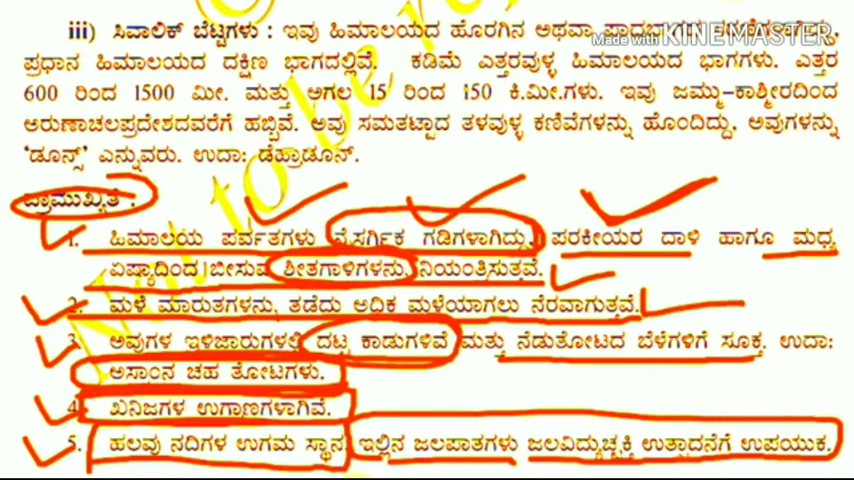 iii) ಸಿವಾಲಿಕ್ ಬೆಟ್ಟಗಳು : ಇವು ಹಿಮಾಲಯದ ಹೊರಗಿನ ಅಥವಾ
Made with KINEMASTER
ಪ್ರಧಾನ ಹಿಮಾಲಯದ ದಕ್ಷಿಣ ಭಾಗದಲ್ಲಿವೆ. ಕಡಿಮೆ ಎತ್ತರವುಳ್ಳ ಹಿಮಾಲಯದ ಭಾಗಗಳು. ಎತ್ತರ
600 ರಿಂದ 1500 ಮೀ. ಮತ್ತು ಅಗಲ 15 ರಿಂದ 150 ಕಿ.ಮೀ.ಗಳು. ಇವು ಜಮ್ಮು-ಕಾಶ್ಮೀರದಿಂದ
ಅರುಣಾಚಲಪ್ರದೇಶದವರೆಗೆ ಹಬ್ಬಿವೆ. ಅವು ಸಮತಟ್ಟಾದ ತಳವುಳ್ಳ ಕಣಿವೆಗಳನ್ನು ಹೊಂದಿದ್ದು, ಅವುಗಳನ್ನು
'ಡೂನ್ಸ್' ಎನ್ನುವರು. ಉದಾ: ಡೆಹ್ರಾಡೂನ್.
ಪ್ರಾಮುಖ್ಯತೆ :
1. ಹಿಮಾಲಯ ಪರ್ವತಗಳು ನೈಸರ್ಗಿಕ ಗಡಿಗಳಾಗಿದ್ದು, ಪರಕೀಯರ ದಾಳಿ ಹಾಗೂ ಮಧ್ಯ
ಏಷ್ಯಾದಿಂದ ಬೀಸುವ ಶೀತಗಾಳಿಗಳನ್ನು ನಿಯಂತ್ರಿಸುತ್ತವೆ.
2. ಮಳೆ ಮಾರುತಗಳನ್ನು ತಡೆದು ಅಧಿಕ ಮಳೆಯಾಗಲು ನೆರವಾಗುತ್ತವೆ.
3. ಅವುಗಳ ಇಳಿಜಾರುಗಳಲ್ಲಿ ದಟ್ಟ ಕಾಡುಗಳಿವೆ ಮತ್ತು ನೆಡುತೋಟದ ಬೆಳೆಗಳಿಗೆ ಸೂಕ್ತ. ಉದಾ:
ಅಸ್ಸಾಂನ ಚಹ ತೋಟಗಳು.
4. ಖನಿಜಗಳ ಉಗ್ರಾಣಗಳಾಗಿವೆ.
5. ಹಲವು ನದಿಗಳ ಉಗಮ ಸ್ಥಾನ. ಇಲ್ಲಿನ ಜಲಪಾತಗಳು ಜಲವಿದ್ಯುಚ್ಛಕ್ತಿ ಉತ್ಪಾದನೆಗೆ ಉಪಯುಕ್ತ.
Not to be